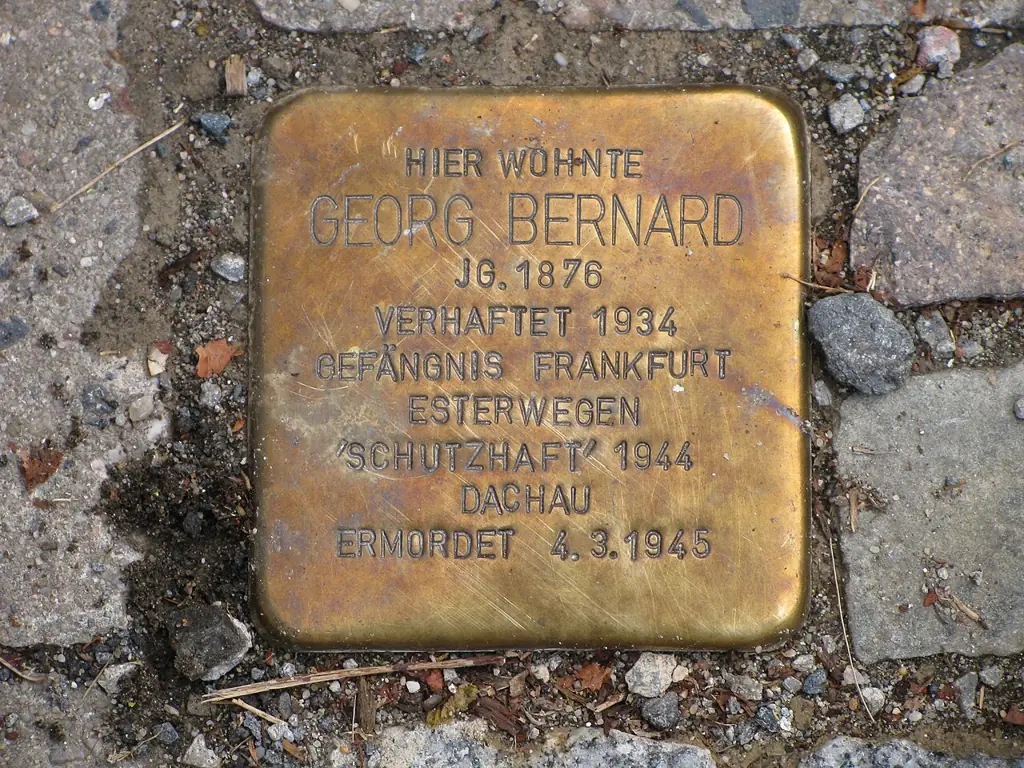 HIER WOHNTE
GEORG BERNARD
JG. 1876
VERHAFTET 1934
GEFÄNGNIS FRANKFURT
ESTERWEGEN
'SCHUTZHAFT' 1944
DACHAU
ERMORDET 4.3.1945